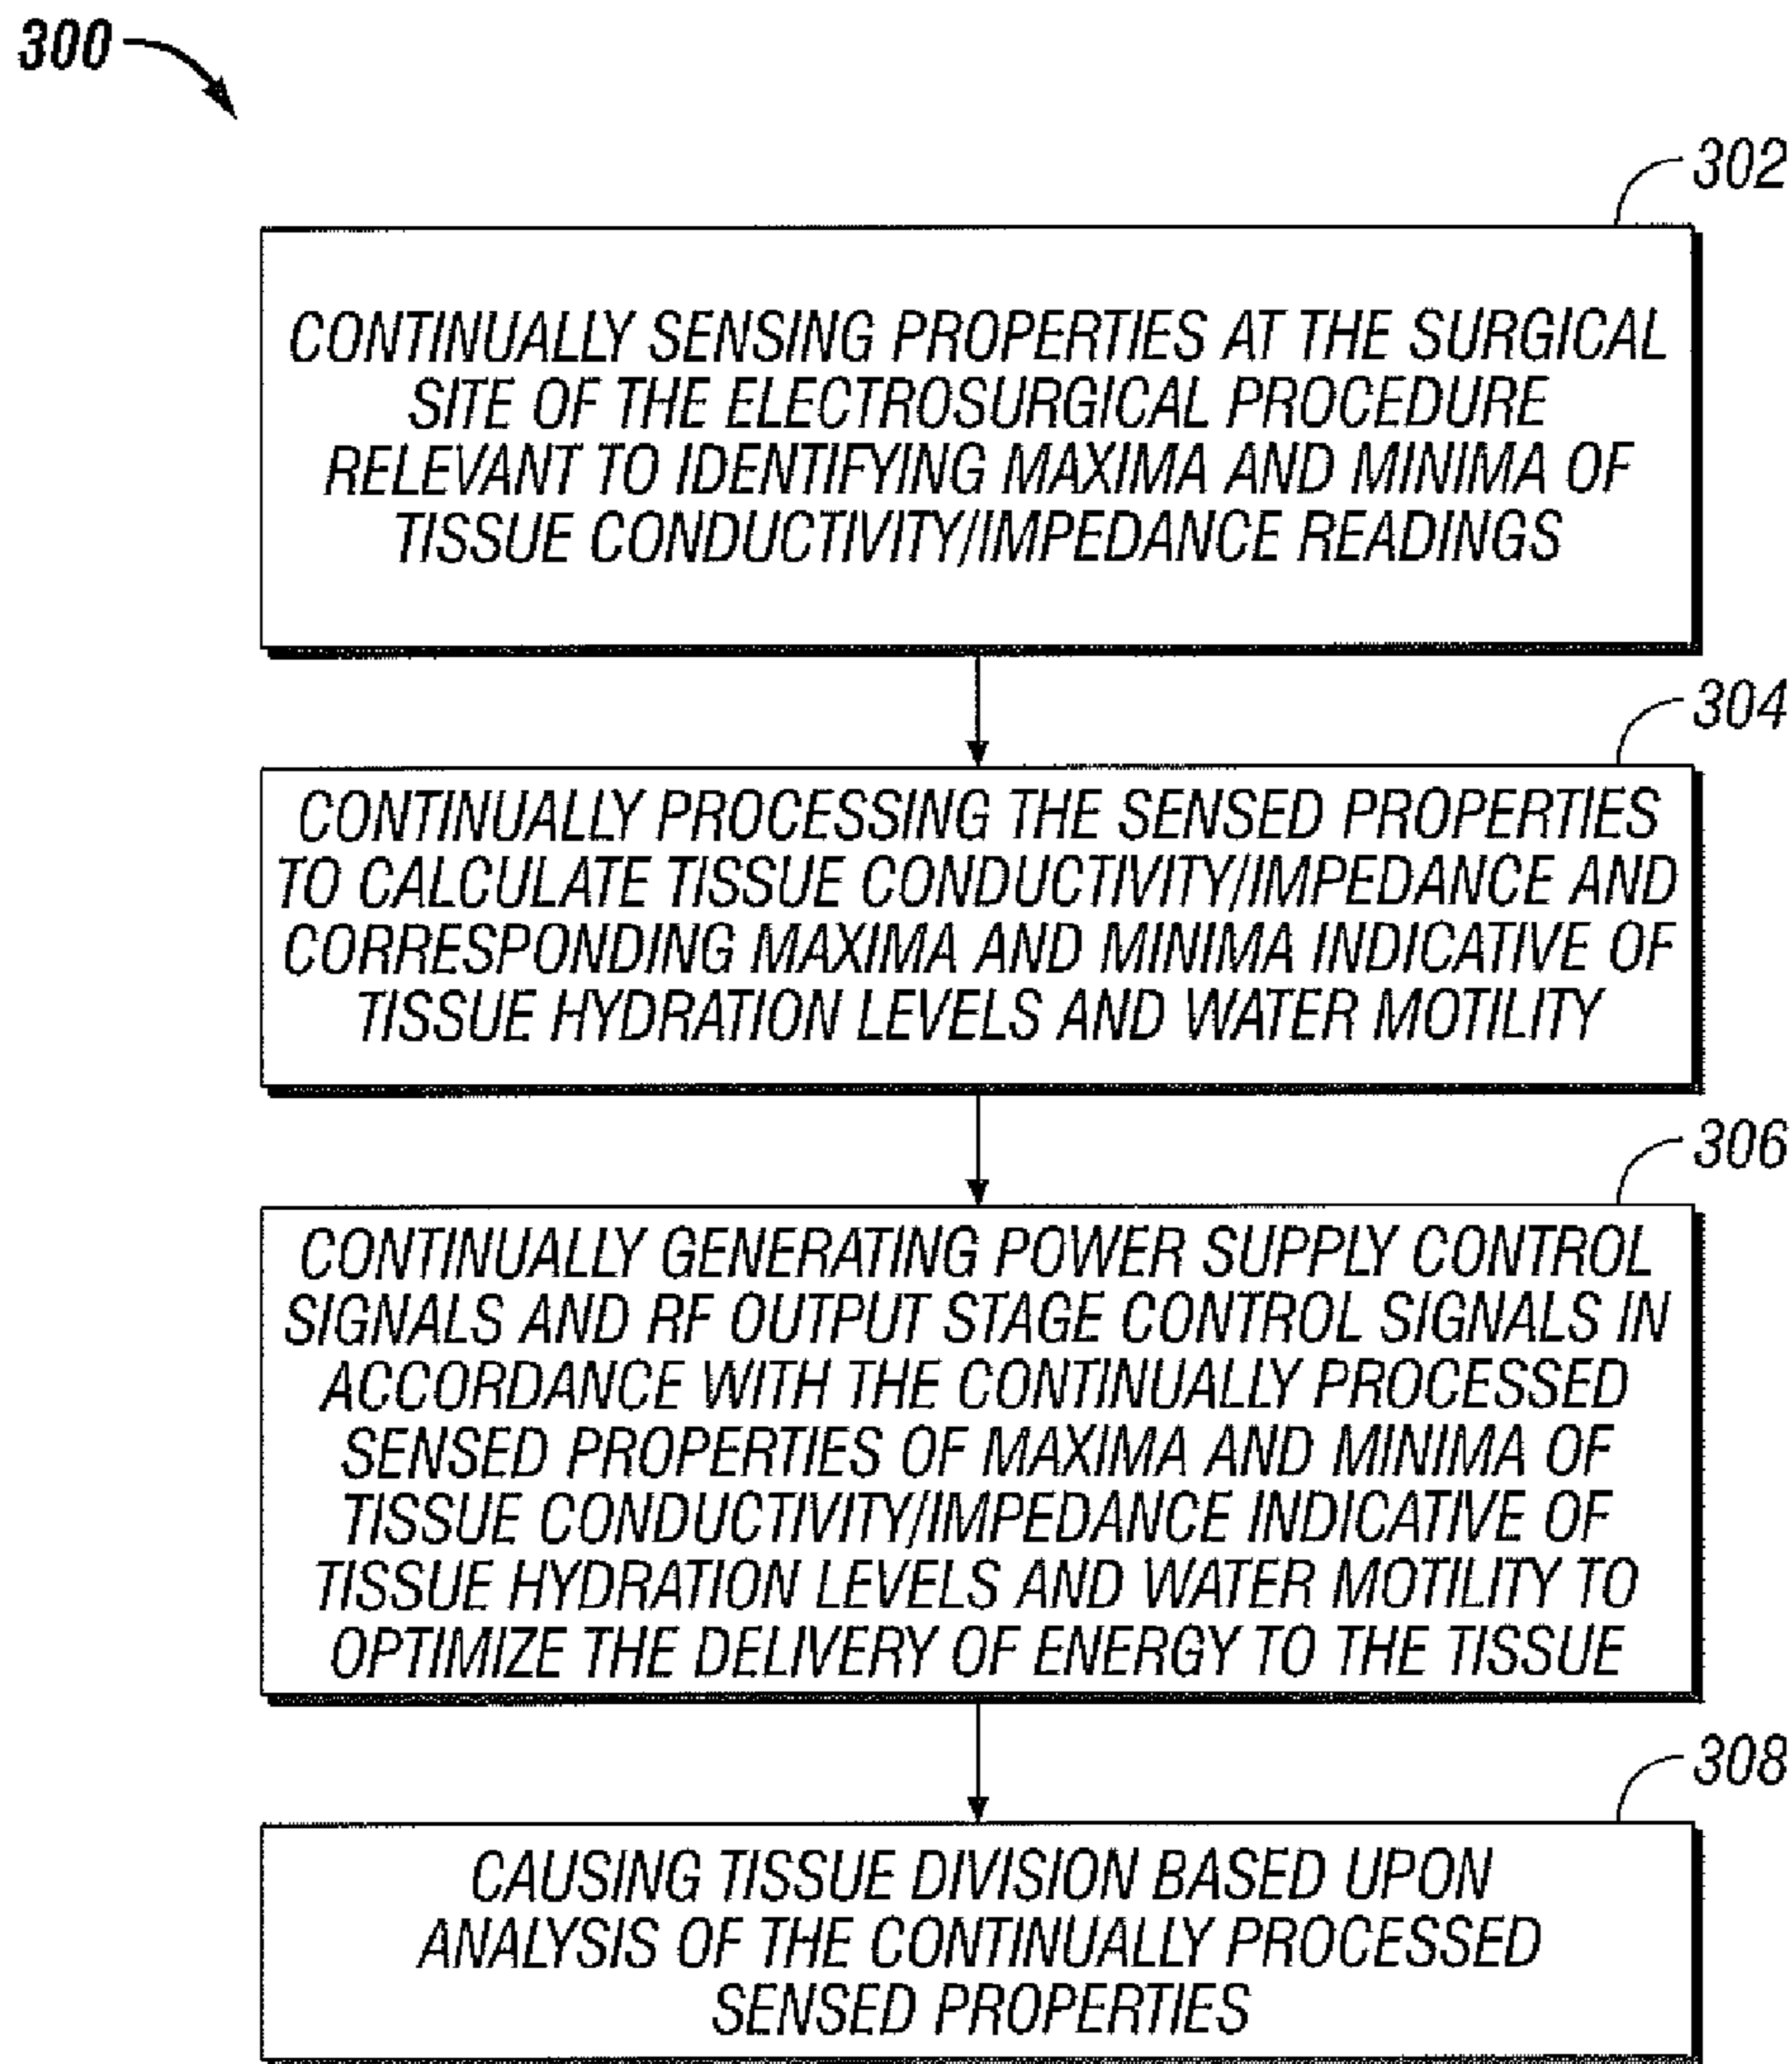 300
302
CONTINUALLY SENSING PROPERTIES AT THE SURGICAL
SITE OF THE ELECTROSURGICAL PROCEDURE
RELEVANT TO IDENTIFYING MAXIMA AND MINIMA OF
TISSUE CONDUCTIVITY/IMPEDANCE READINGS
304
CONTINUALLY PROCESSING THE SENSED PROPERTIES
TO CALCULATE TISSUE CONDUCTIVITY/IMPEDANCE AND
CORRESPONDING MAXIMA AND MINIMA INDICATIVE OF
TISSUE HYDRATION LEVELS AND WATER MOTILITY
306
CONTINUALLY GENERATING POWER SUPPLY CONTROL
SIGNALS AND RF OUTPUT STAGE CONTROL SIGNALS IN
ACCORDANCE WITH THE CONTINUALLY PROCESSED
SENSED PROPERTIES OF MAXIMA AND MINIMA OF
TISSUE CONDUCTIVITY/IMPEDANCE INDICATIVE OF
TISSUE HYDRATION LEVELS AND WATER MOTILITY TO
OPTIMIZE THE DELIVERY OF ENERGY TO THE TISSUE
308
CAUSING TISSUE DIVISION BASED UPON
ANALYSIS OF THE CONTINUALLY PROCESSED
SENSED PROPERTIES